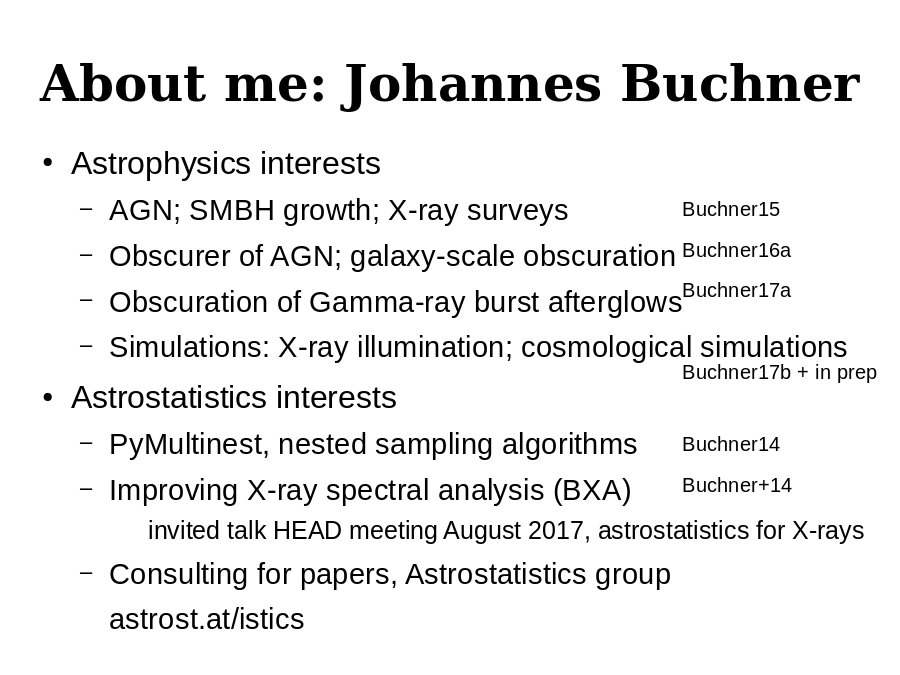 About me: Johannes Buchner
• Astrophysics interests
– AGN; SMBH growth; X-ray surveys Buchner15
– Obscurer of AGN; galaxy-scale obscuration Buchner16a
– Obscuration of Gamma-ray burst afterglows Buchner17a
– Simulations: X-ray illumination; cosmological simulations
Buchner17b + in prep
• Astrostatistics interests
– PyMultinest, nested sampling algorithms Buchner14
– Improving X-ray spectral analysis (BXA) Buchner+14
invited talk HEAD meeting August 2017, astrostatistics for X-rays
– Consulting for papers, Astrostatistics group
astrost.at/istics